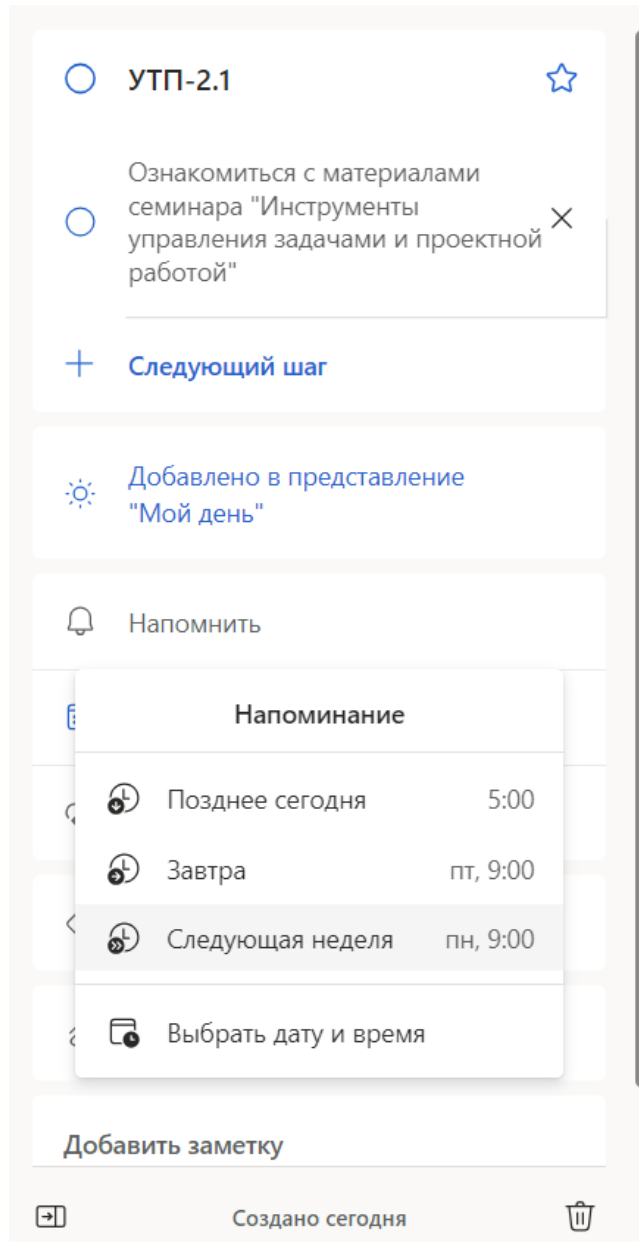 УТП-2.1
Ознакомиться с материалами
семинара "Инструменты
управления задачами и проектной
работой"
Следующий шаг
Добавлено в представление
"Мой день"
Напомнить
Напоминание
Позднее сегодня 5:00
Завтра пт, 9:00
Следующая неделя пн, 9:00
Выбрать дату и время
Добавить заметку
Создано сегодня